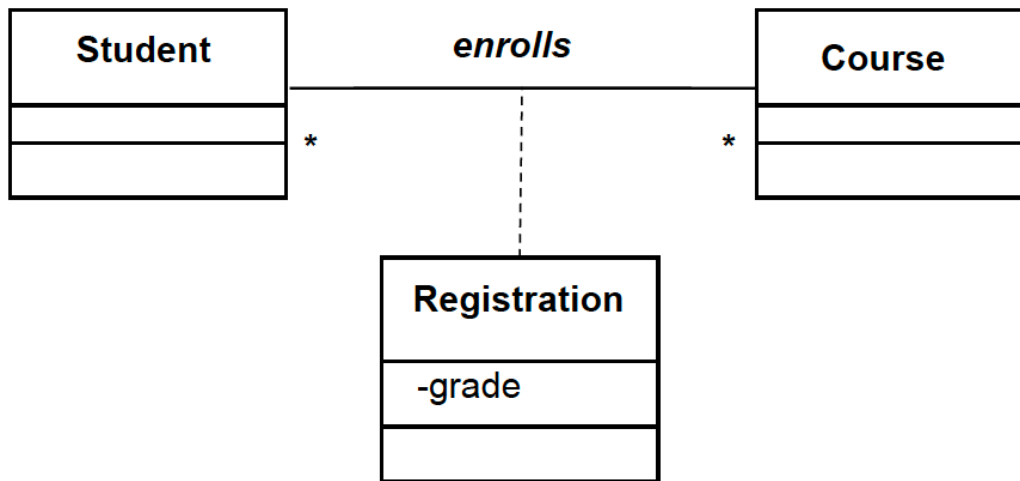 Student
enrolls
Course
*
*
Registration
-grade